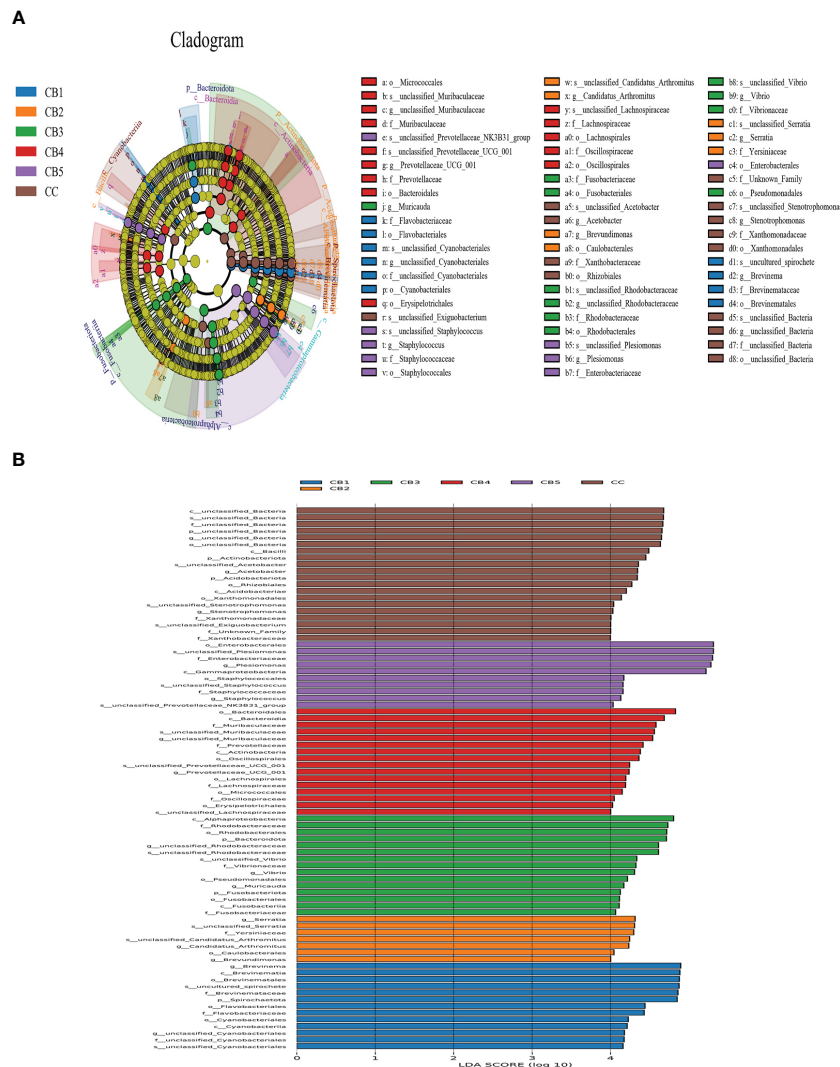 A
Cladogram
CB1
CB2
CB3
CB4
CB5
CC
p__Bacteroidota
c__Bacteroidia
a: o__Micrococcales
b: s__unclassified_Muribaculaceae
c: g__unclassified_Muribaculaceae
d: f__Muribaculaceae
e: s__unclassified_Prevotellaceae_NK3B31_group
f: s__unclassified_Prevotellaceae_UCG_001
g: g__Prevotellaceae_UCG_001
h: f__Prevotellaceae
i: o__Bacteroidales
j: g__Muricauda
k: f__Flavobacteriaceae
l: o__Flavobacteriales
m: s__unclassified_Cyanobacteriales
n: g__unclassified_Cyanobacteriales
o: f__unclassified_Cyanobacteriales
p: o__Cyanobacteriales
q: o__Erysipelotrichales
r: s__unclassified_Exiguobacterium
s: s__unclassified_Staphylococcus
t: g__Staphylococcus
u: f__Staphylococcaceae
v: o__Staphylococcales
w: s__unclassified_Candidatus_Arthromitus
x: g__Candidatus_Arthromitus
y: s__unclassified_Lachnospiraceae
z: f__Lachnospiraceae
a0: o__Lachnospirales
a1: f__Oscillospiraceae
a2: o__Oscillospirales
a3: f__Fusobacteriaceae
a4: o__Fusobacteriales
a5: s__unclassified_Acetobacter
a6: g__Acetobacter
a7: g__Brevundimonas
a8: o__Caulobacterales
a9: f__Xanthobacteraceae
b0: o__Rhizobiales
b1: s__unclassified_Rhodobacteraceae
b2: g__unclassified_Rhodobacteraceae
b3: f__Rhodobacteraceae
b4: o__Rhodobacterales
b5: s__unclassified_Plesiomonas
b6: g__Plesiomonas
b7: f__Enterobacteriaceae
b8: s__unclassified_Vibrio
b9: g__Vibrio
c0: f__Vibrionaceae
c1: s__unclassified_Serratia
c2: g__Serratia
c3: f__Yersiniaceae
c4: o__Enterobacterales
c5: f__Unknown_Family
c6: o__Pseudomonadales
c7: s__unclassified_Stenotrophomonas
c8: g__Stenotrophomonas
c9: f__Xanthomonadaceae
d0: o__Xanthomonadales
d1: s__uncultured_spirochete
d2: g__Brevinema
d3: f__Brevinemataceae
d4: o__Brevinematales
d5: s__unclassified_Bacteria
d6: g__unclassified_Bacteria
d7: f__unclassified_Bacteria
d8: o__unclassified_Bacteria
c__Cyanobacteriia
p__Fusobacteriota
c__Fusobacteriia
c__Alphaproteobacteria
c__Gammaproteobacteria
B
CB1
CB3
CB4
CB5
CC
CB2
c__unclassified_Bacteria
s__unclassified_Bacteria
f__unclassified_Bacteria
p__unclassified_Bacteria
g__unclassified_Bacteria
o__unclassified_Bacteria
c__Bacilli
p__Actinobacteriota
s__unclassified_Acetobacter
g__Acetobacter
p__Acidobacteriota
o__Rhizobiales
c__Acidobacteriae
o__Xanthomonadales
s__unclassified_Stenotrophomonas
g__Stenotrophomonas
f__Xanthomonadaceae
s__unclassified_Exiguobacterium
f__Unknown_Family
f__Xanthobacteraceae
o__Enterobacterales
s__unclassified_Plesiomonas
f__Enterobacteriaceae
g__Plesiomonas
c__Gammaproteobacteria
o__Staphylococcales
s__unclassified_Staphylococcus
f__Staphylococcaceae
g__Staphylococcus
s__unclassified_Prevotellaceae_NK3B31_group
o__Bacteroidales
c__Bacteroidia
f__Muribaculaceae
s__unclassified_Muribaculaceae
g__unclassified_Muribaculaceae
f__Prevotellaceae
c__Actinobacteria
o__Oscillospirales
s__unclassified_Prevotellaceae_UCG_001
g__Prevotellaceae_UCG_001
o__Lachnospirales
f__Lachnospiraceae
o__Micrococcales
f__Oscillospiraceae
o__Erysipelotrichales
s__unclassified_Lachnospiraceae
c__Alphaproteobacteria
f__Rhodobacteraceae
o__Rhodobacterales
p__Bacteroidota
g__unclassified_Rhodobacteraceae
s__unclassified_Rhodobacteraceae
s__unclassified_Vibrio
f__Vibrionaceae
g__Vibrio
o__Pseudomonadales
g__Muricauda
p__Fusobacteriota
o__Fusobacteriales
c__Fusobacteriia
f__Fusobacteriaceae
g__Serratia
s__unclassified_Serratia
f__Yersiniaceae
s__unclassified_Candidatus_Arthromitus
g__Candidatus_Arthromitus
o__Caulobacterales
g__Brevundimonas
g__Brevinema
c__Brevinematia
o__Brevinematales
s__uncultured_spirochete
f__Brevinemataceae
p__Spirochaetota
o__Flavobacteriales
f__Flavobacteriaceae
o__Cyanobacteriales
c__Cyanobacteriia
g__unclassified_Cyanobacteriales
f__unclassified_Cyanobacteriales
s__unclassified_Cyanobacteriales
0 1 2 3 4
LDA SCORE (log 10)